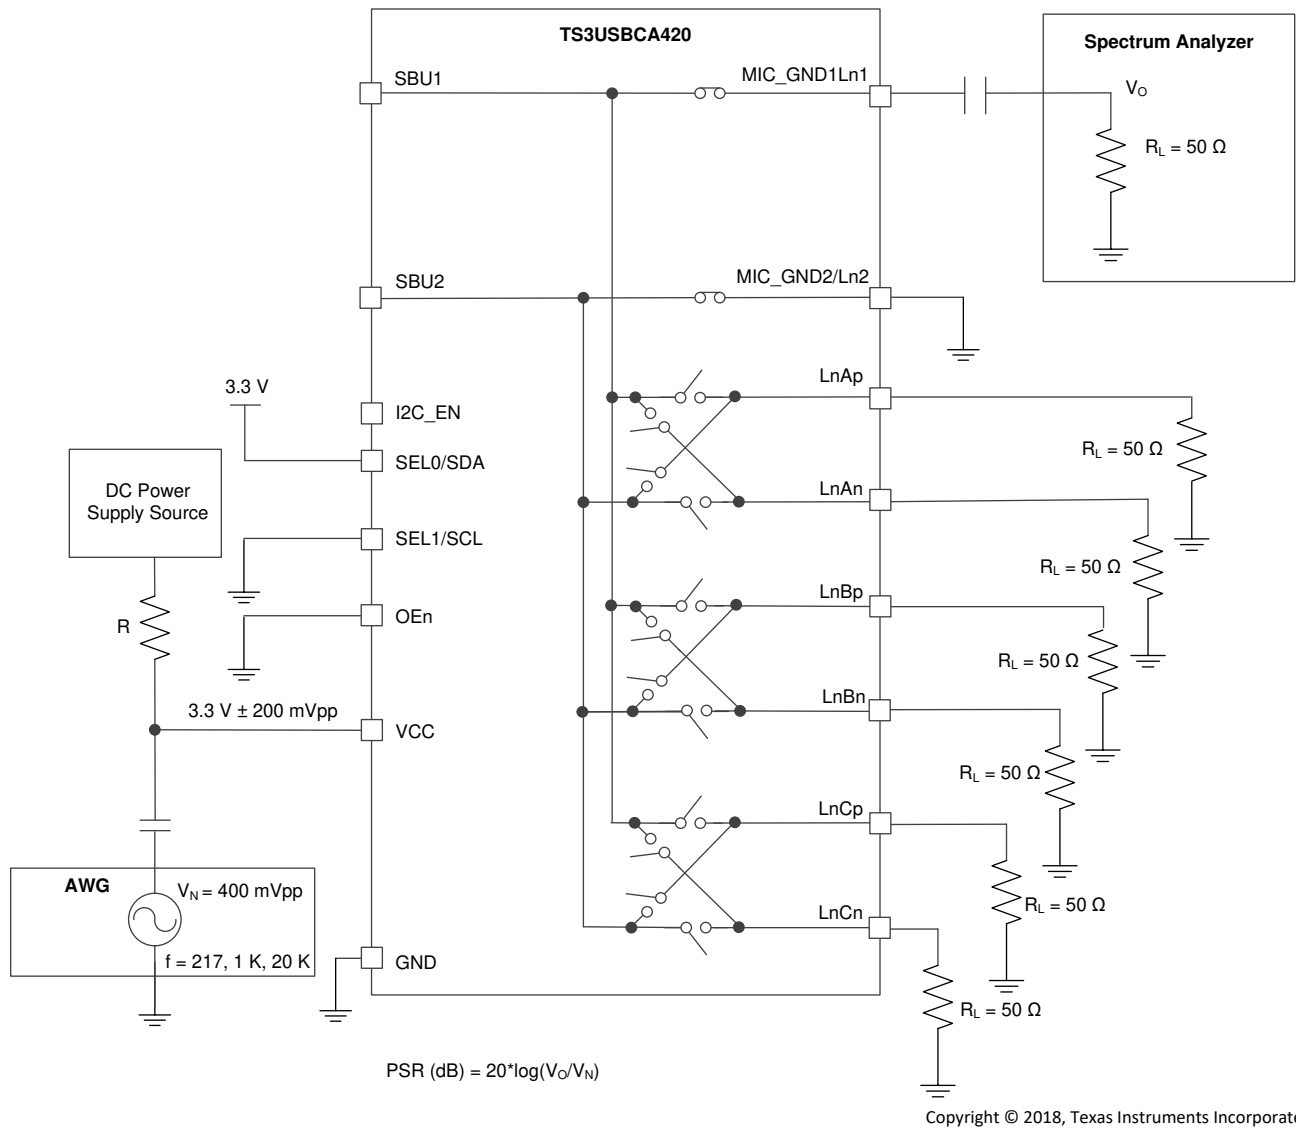 TS3USBCA420
Spectrum Analyzer
SBU1
MIC_GND1Ln1
VO
RL = 50 Ω
SBU2
MIC_GND2/Ln2
3.3 V
I2C_EN
SEL0/SDA
SEL1/SCL
OEn
DC Power
Supply Source
R
3.3 V ± 200 mVpp
VCC
AWG
VN = 400 mVpp
f = 217, 1 K, 20 K
GND
LnAp
RL = 50 Ω
LnAn
RL = 50 Ω
LnBp
RL = 50 Ω
LnBn
RL = 50 Ω
LnCp
RL = 50 Ω
LnCn
RL = 50 Ω
PSR (dB) = 20*log(VO/VN)
Copyright © 2018, Texas Instruments Incorporate